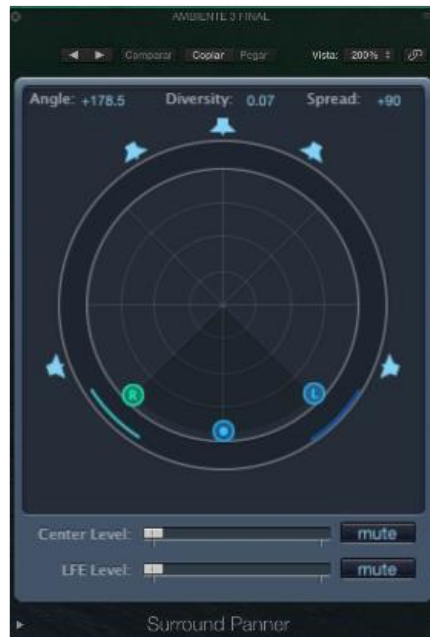 AMBIENTE 3 FINAL
Comparar Copiar Pegar Vista: 200%
Angle: +178.5 Diversity: 0.07 Spread: +90
R L
Center Level: mute
LFE Level: mute
Surround Panner